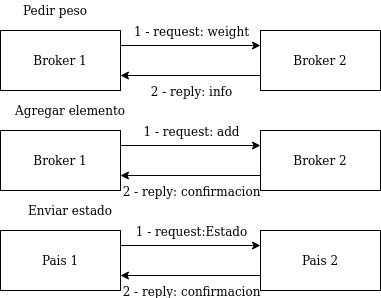 Pedir peso
1 - request: weight
Broker 1
Broker 2
2 - reply: info
Agregar elemento
1 - request: add
Broker 1
Broker 2
2 - reply: confirmacion
Enviar estado
1 - request:Estado
Pais 1
Pais 2
2 - reply: confirmacion